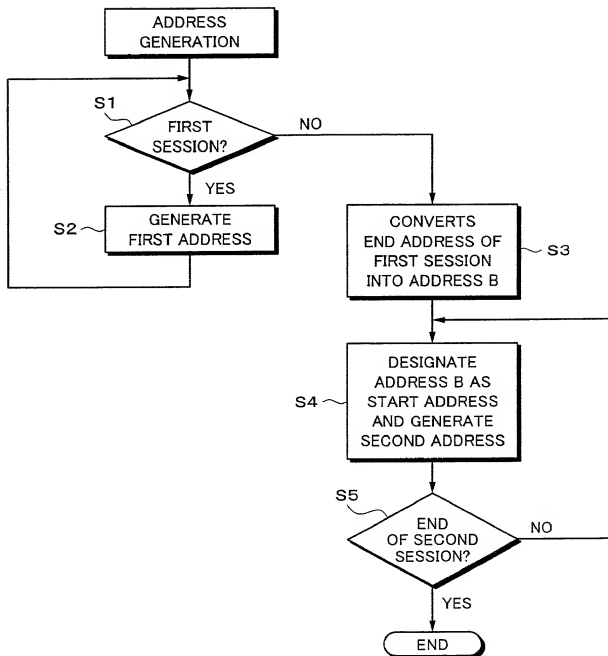 ADDRESS
GENERATION
S1
FIRST
SESSION?
NO
YES
S2
GENERATE
FIRST ADDRESS
CONVERTS
END ADDRESS OF
FIRST SESSION
INTO ADDRESS B
S3
DESIGNATE
ADDRESS B AS
START ADDRESS
AND GENERATE
SECOND ADDRESS
S4
S5
END
OF SECOND
SESSION?
NO
YES
END